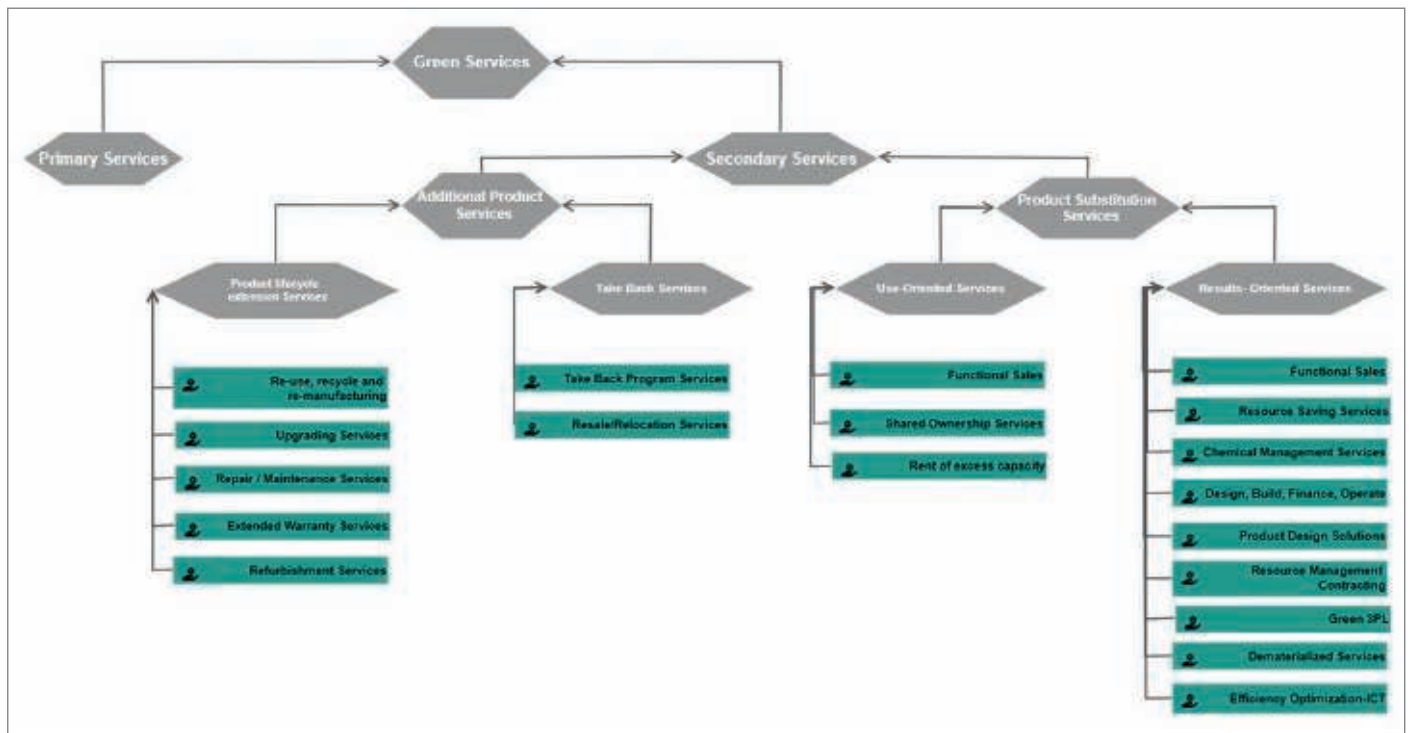 Green Services
Primary Services
Secondary Services
Additional Product
Services
Product Substitution
Services
Product lifecycle
extension Services
Take Back Services
Use-Oriented Services
Results- Oriented Services
Re-use, recycle and
re-manufacturing
Upgrading Services
Repair / Maintenance Services
Extended Warranty Services
Refurbishment Services
Take Back Program Services
Resale/Relocation Services
Functional Sales
Shared Ownership Services
Rent of excess capacity
Functional Sales
Resource Saving Services
Chemical Management Services
Design, Build, Finance, Operate
Product Design Solutions
Resource Management
Contracting
Green 3PL
Dematerialized Services
Efficiency Optimization-ICT